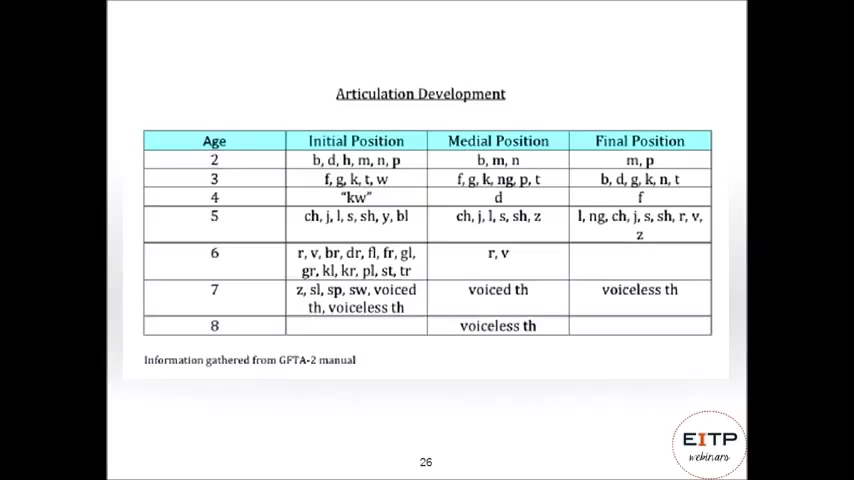 Articulation Development
Age Initial Position Medial Position Final Position
2 b, d, h, m, n, p b, m, n m, p
3 f, g, k, t, w f, g, k, ng, p, t b, d, g, k, n, t
4 “kw” d f
5 ch, j, l, s, sh, y, bl ch, j, l, s, sh, z l, ng, ch, j, s, sh, r, v,
z
6 r, v, br, dr, fl, fr, gl, r, v
gr, kl, kr, pl, st, tr
7 z, sl, sp, sw, voiced voiced th voiceless th
th, voiceless th
8 voiceless th
Information gathered from GFTA-2 manual
EITP
webinars
26